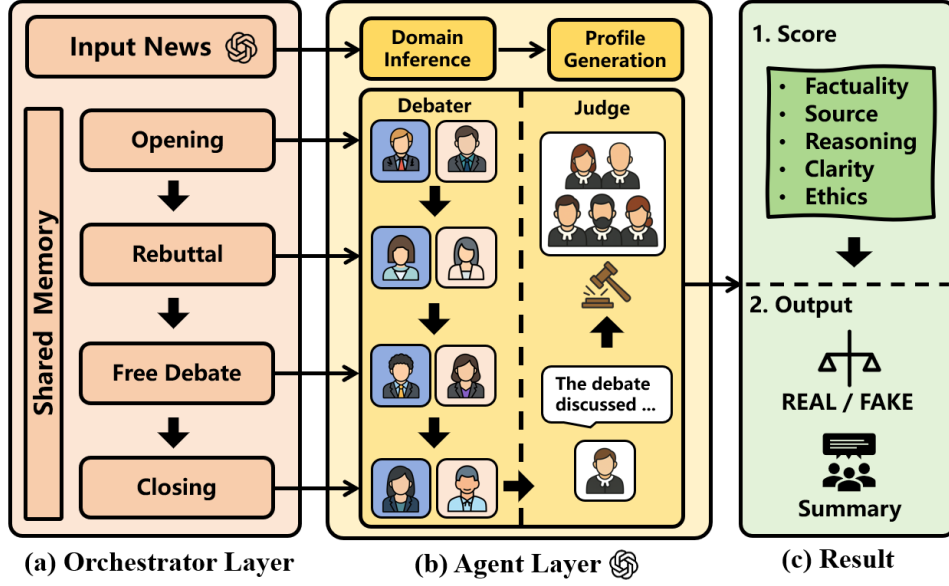 Input News
Shared Memory
Opening
Rebuttal
Free Debate
Closing
(a) Orchestrator Layer
Domain
Inference
Profile
Generation
Debater
Judge
The debate
discussed ...
(b) Agent Layer
1. Score
• Factuality
• Source
• Reasoning
• Clarity
• Ethics
2. Output
REAL / FAKE
Summary
(c) Result